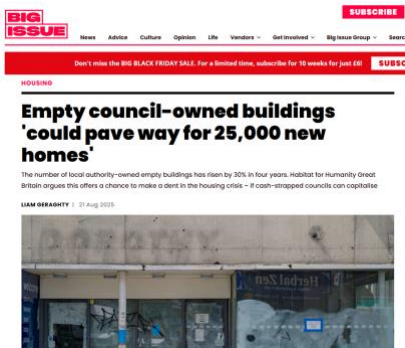 BIG ISSUE
SUBSCRIBE
News Advice Culture Opinion Life Vendors Get Involved Big Issue Group Searc
Don't miss the BIG BLACK FRIDAY SALE. For a limited time, subscribe for 10 weeks for just £6! SUBSC
HOUSING
Empty council-owned buildings
'could pave way for 25,000 new
homes'
The number of local authority-owned empty buildings has risen by 30% in four years. Habitat for Humanity Great
Britain argues this offers a chance to make a dent in the housing crisis – if cash-strapped councils can capitalise
LIAM GERAGHTY | 21 Aug 2025
Herbal Zen